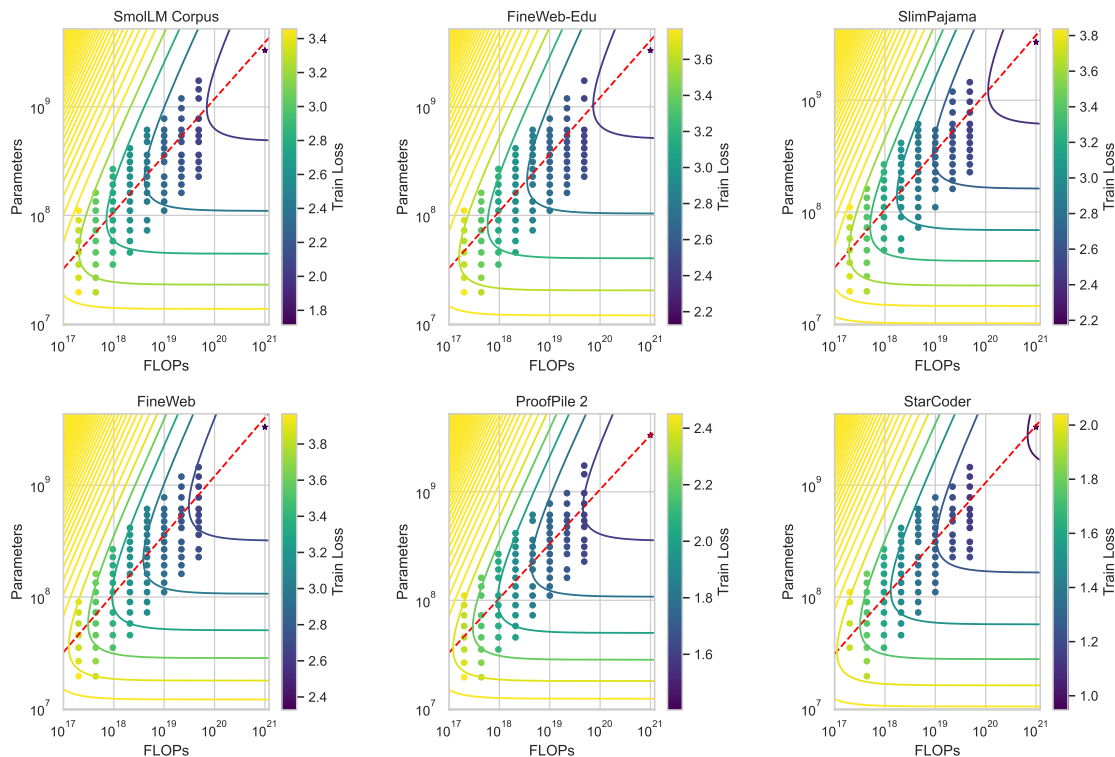 SmolLM Corpus
Parameters
10^9
10^8
10^7
10^17 10^18 10^19 10^20 10^21
FLOPs
3.4
3.2
3.0
2.8
2.6
2.4
2.2
2.0
1.8
Train Loss
FineWeb-Edu
Parameters
10^9
10^8
10^7
10^17 10^18 10^19 10^20 10^21
FLOPs
3.6
3.4
3.2
3.0
2.8
2.6
2.4
2.2
Train Loss
SlimPajama
Parameters
10^9
10^8
10^7
10^17 10^18 10^19 10^20 10^21
FLOPs
3.8
3.6
3.4
3.2
3.0
2.8
2.6
2.4
2.2
Train Loss
FineWeb
Parameters
10^9
10^8
10^7
10^17 10^18 10^19 10^20 10^21
FLOPs
3.8
3.6
3.4
3.2
3.0
2.8
2.6
2.4
Train Loss
ProofPile 2
Parameters
10^9
10^8
10^7
10^17 10^18 10^19 10^20 10^21
FLOPs
2.4
2.2
2.0
1.8
1.6
Train Loss
StarCoder
Parameters
10^9
10^8
10^7
10^17 10^18 10^19 10^20 10^21
FLOPs
2.0
1.8
1.6
1.4
1.2
1.0
Train Loss